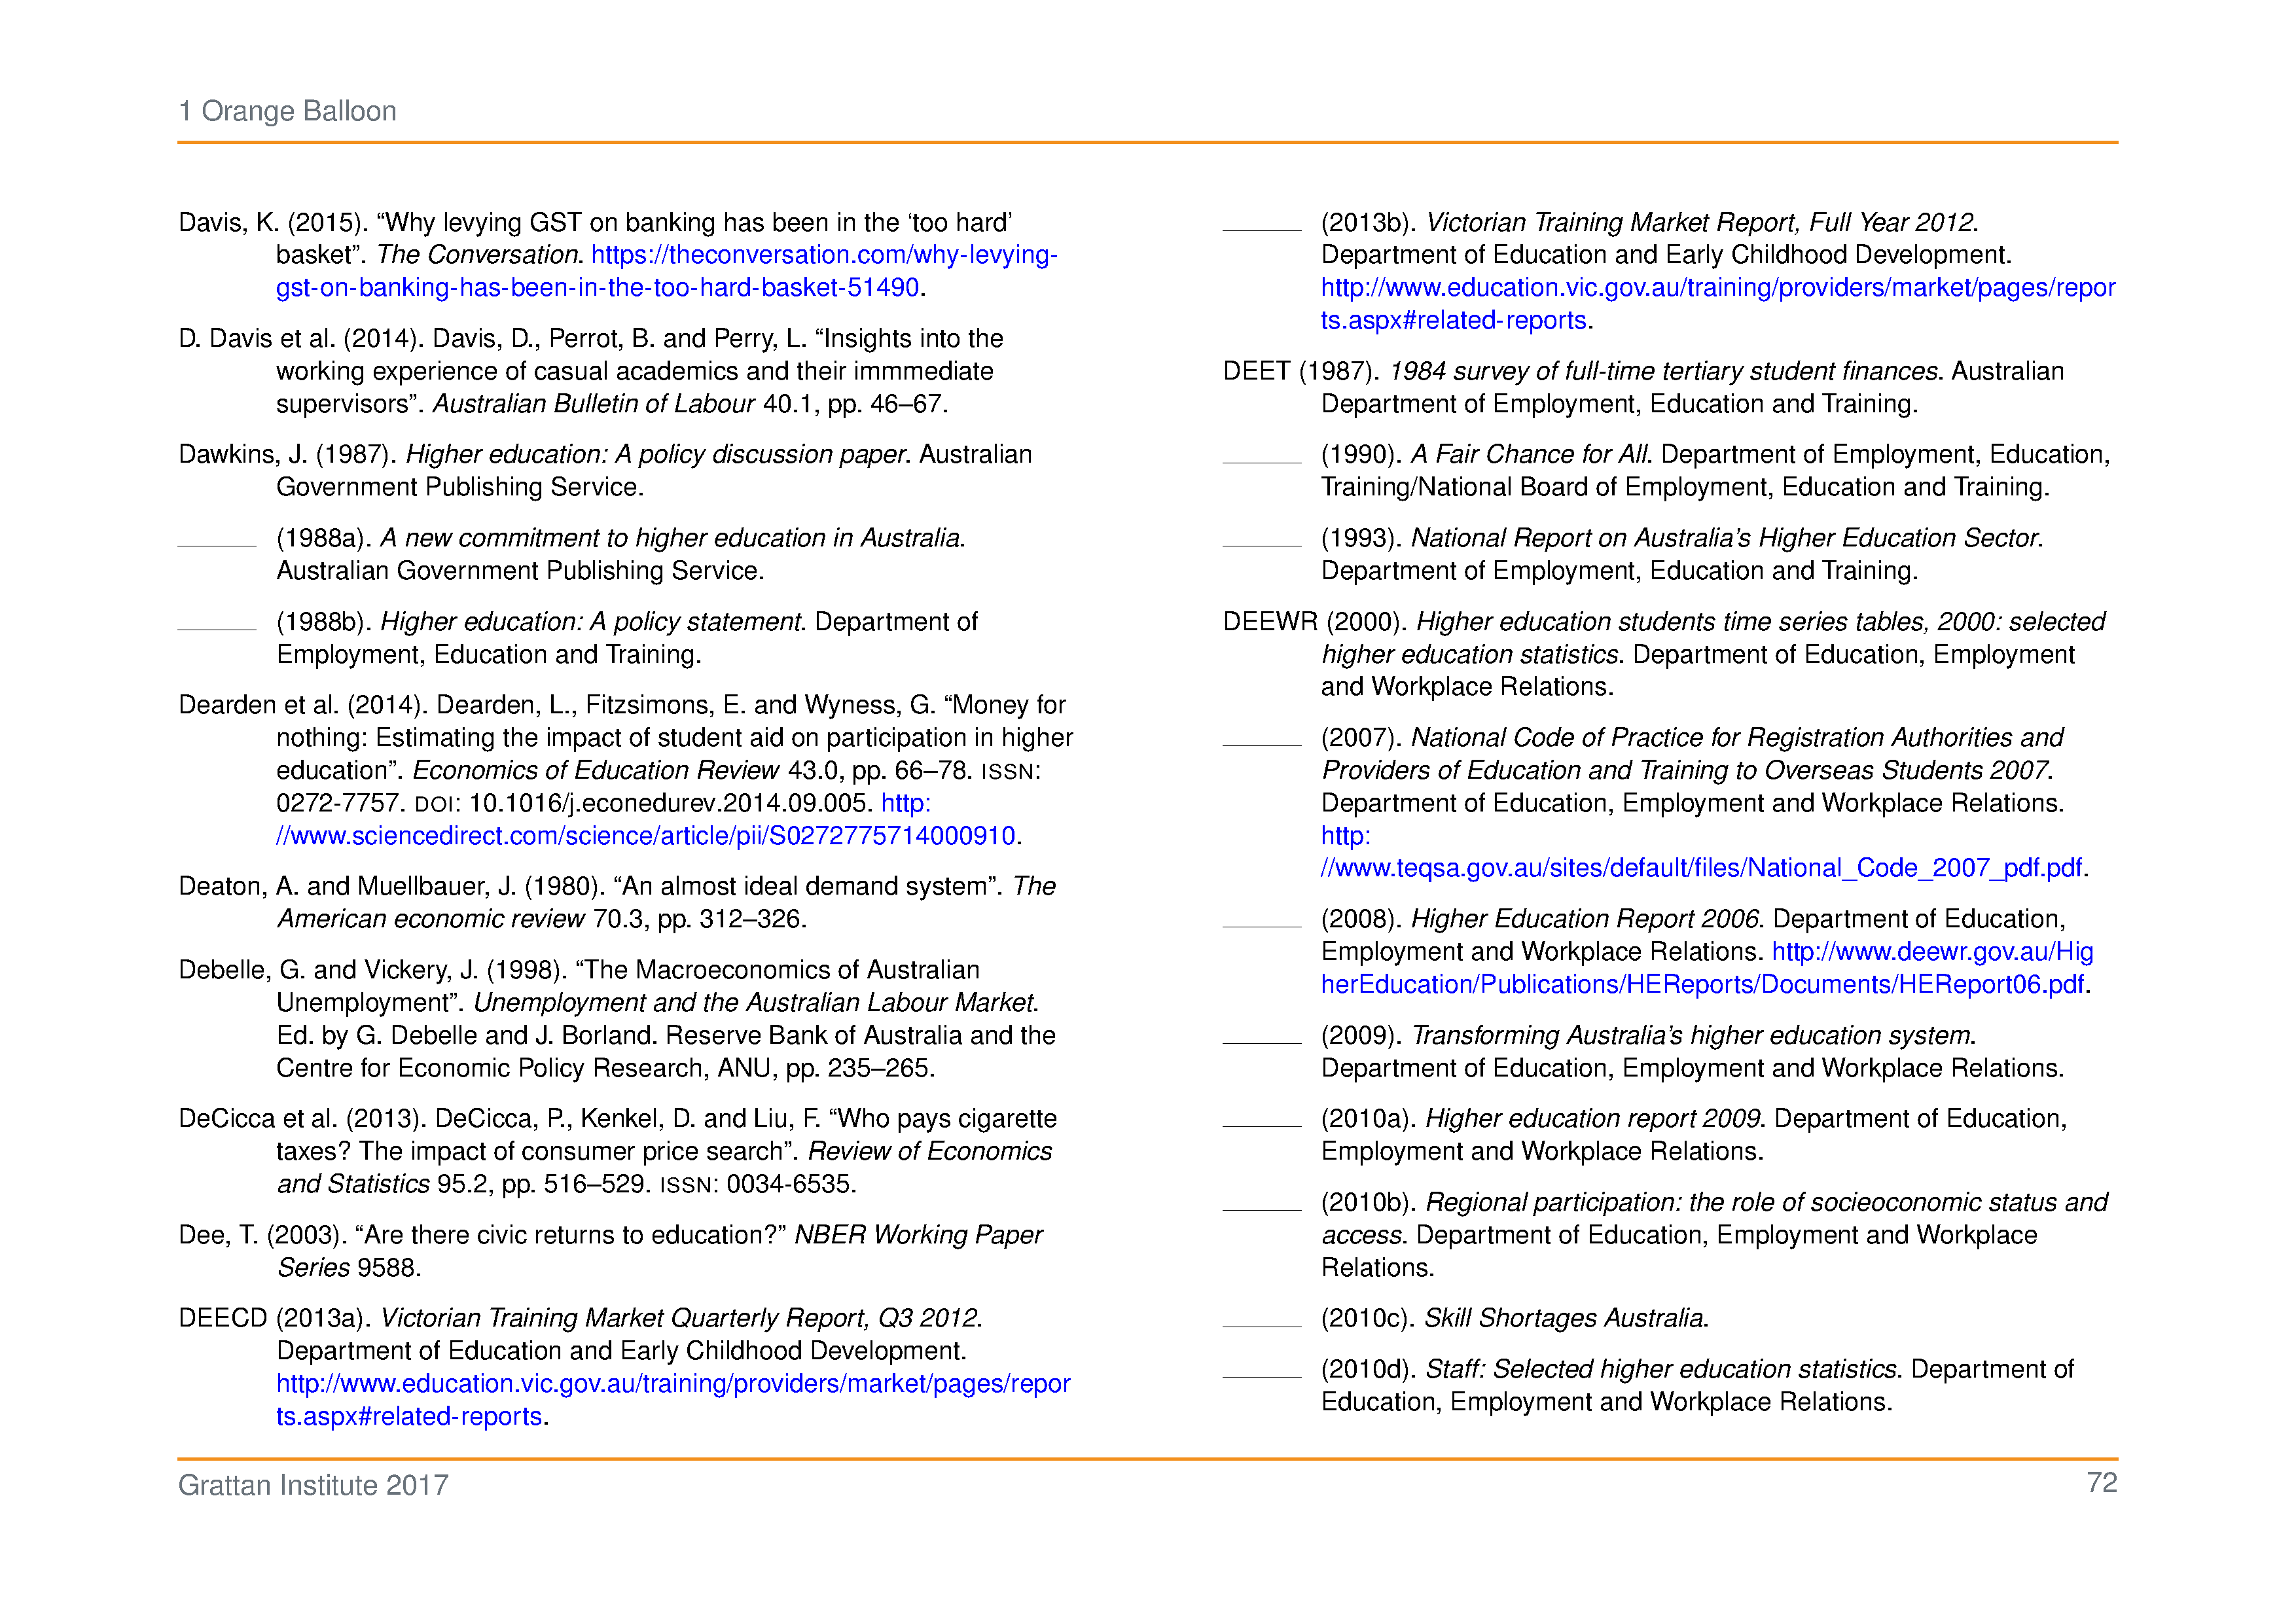 1 Orange Balloon
Davis, K. (2015). “Why levying GST on banking has been in the ‘too hard’
basket”. The Conversation. https://theconversation.com/why-levying-
gst-on-banking-has-been-in-the-too-hard-basket-51490.
D. Davis et al. (2014). Davis, D., Perrot, B. and Perry, L. “Insights into the
working experience of casual academics and their immmediate
supervisors”. Australian Bulletin of Labour 40.1, pp. 46–67.
Dawkins, J. (1987). Higher education: A policy discussion paper. Australian
Government Publishing Service.
(1988a). A new commitment to higher education in Australia.
Australian Government Publishing Service.
(1988b). Higher education: A policy statement. Department of
Employment, Education and Training.
Dearden et al. (2014). Dearden, L., Fitzsimons, E. and Wyness, G. “Money for
nothing: Estimating the impact of student aid on participation in higher
education”. Economics of Education Review 43.0, pp. 66–78. ISSN:
0272-7757. DOI: 10.1016/j.econedurev.2014.09.005. http:
//www.sciencedirect.com/science/article/pii/S0272775714000910.
Deaton, A. and Muellbauer, J. (1980). “An almost ideal demand system”. The
American economic review 70.3, pp. 312–326.
Debelle, G. and Vickery, J. (1998). “The Macroeconomics of Australian
Unemployment”. Unemployment and the Australian Labour Market.
Ed. by G. Debelle and J. Borland. Reserve Bank of Australia and the
Centre for Economic Policy Research, ANU, pp. 235–265.
DeCicca et al. (2013). DeCicca, P., Kenkel, D. and Liu, F. “Who pays cigarette
taxes? The impact of consumer price search”. Review of Economics
and Statistics 95.2, pp. 516–529. ISSN: 0034-6535.
Dee, T. (2003). “Are there civic returns to education?” NBER Working Paper
Series 9588.
DEECD (2013a). Victorian Training Market Quarterly Report, Q3 2012.
Department of Education and Early Childhood Development.
http://www.education.vic.gov.au/training/providers/market/pages/repor
ts.aspx#related-reports.
(2013b). Victorian Training Market Report, Full Year 2012.
Department of Education and Early Childhood Development.
http://www.education.vic.gov.au/training/providers/market/pages/repor
ts.aspx#related-reports.
DEET (1987). 1984 survey of full-time tertiary student finances. Australian
Department of Employment, Education and Training.
(1990). A Fair Chance for All. Department of Employment, Education,
Training/National Board of Employment, Education and Training.
(1993). National Report on Australia’s Higher Education Sector.
Department of Employment, Education and Training.
DEEWR (2000). Higher education students time series tables, 2000: selected
higher education statistics. Department of Education, Employment
and Workplace Relations.
(2007). National Code of Practice for Registration Authorities and
Providers of Education and Training to Overseas Students 2007.
Department of Education, Employment and Workplace Relations.
http:
//www.teqsa.gov.au/sites/default/files/National_Code_2007_pdf.pdf.
(2008). Higher Education Report 2006. Department of Education,
Employment and Workplace Relations. http://www.deewr.gov.au/Hig
herEducation/Publications/HEReports/Documents/HEReport06.pdf.
(2009). Transforming Australia’s higher education system.
Department of Education, Employment and Workplace Relations.
(2010a). Higher education report 2009. Department of Education,
Employment and Workplace Relations.
(2010b). Regional participation: the role of socieoconomic status and
access. Department of Education, Employment and Workplace
Relations.
(2010c). Skill Shortages Australia.
(2010d). Staff: Selected higher education statistics. Department of
Education, Employment and Workplace Relations.
Grattan Institute 2017
72